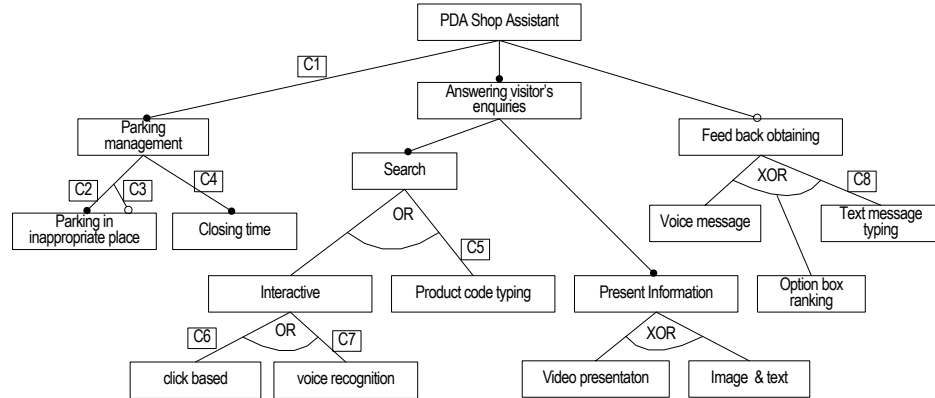 PDA Shop Assistant
C1
Answering visitor's
enquiries
Parking
management
Feed back obtaining
Search
C2
C3
C4
XOR
C8
Parking in
inappropriate place
Closing time
OR
Voice message
Text message
typing
C5
Interactive
Product code typing
Present Information
Option box
ranking
C6
OR
C7
XOR
click based
voice recognition
Video presentaton
Image & text